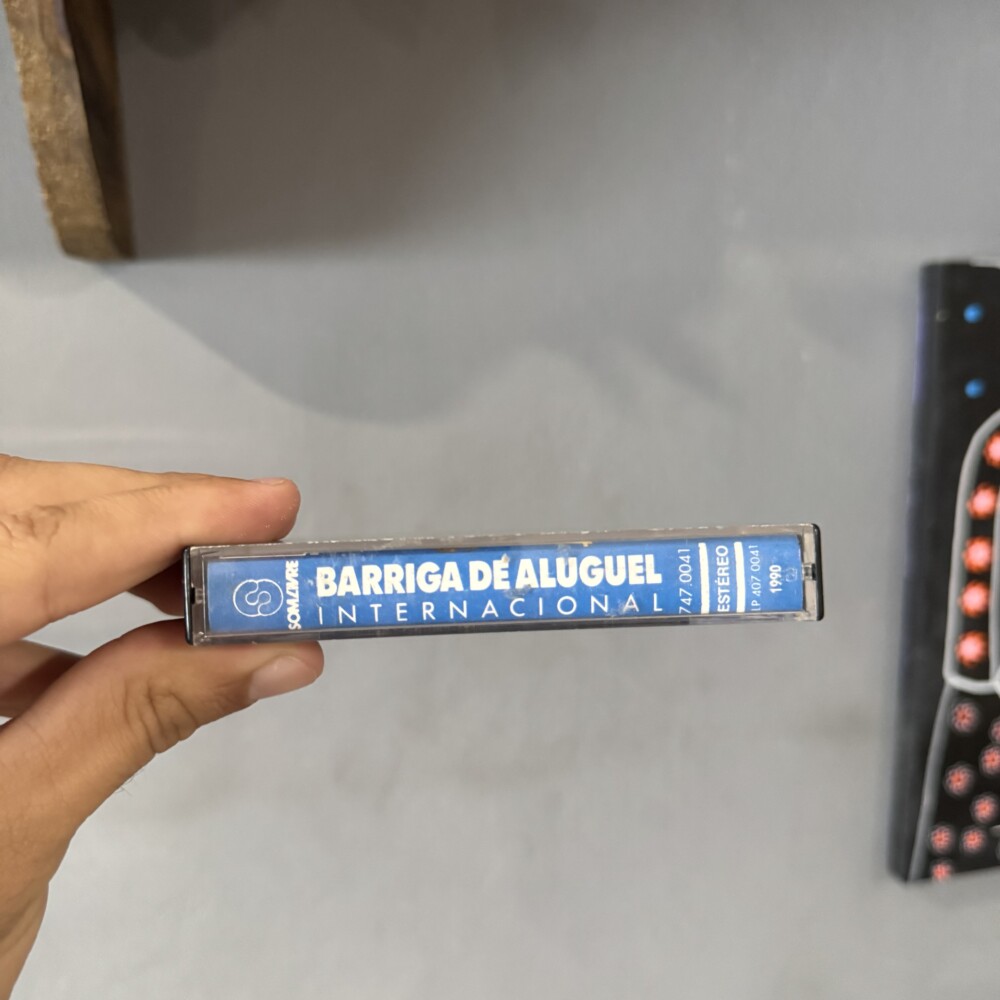 SOM LIVRE
BARRIGA DE ALUGUEL
INTERNACIONAL
747.0041
ESTÉREO
LP 407 0041
1990